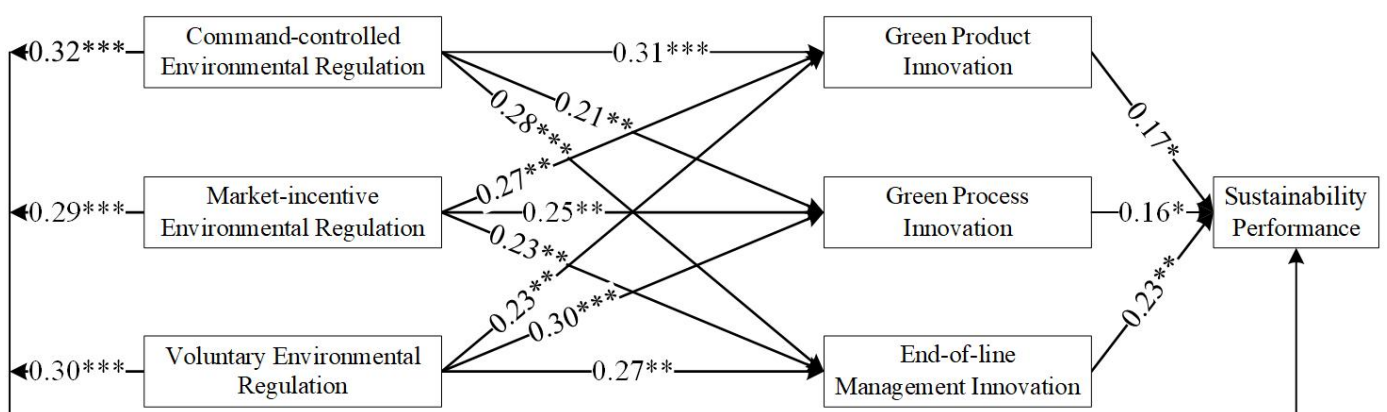 0.32***
Command-controlled
Environmental Regulation
0.31***
Green Product
Innovation
0.28***
0.21**
0.17*
0.27**
0.29***
Market-incentive
Environmental Regulation
0.25**
Green Process
Innovation
0.16*
Sustainability
Performance
0.23**
0.23**
0.30***
0.23**
0.30***
Voluntary Environmental
Regulation
0.27**
End-of-line
Management Innovation